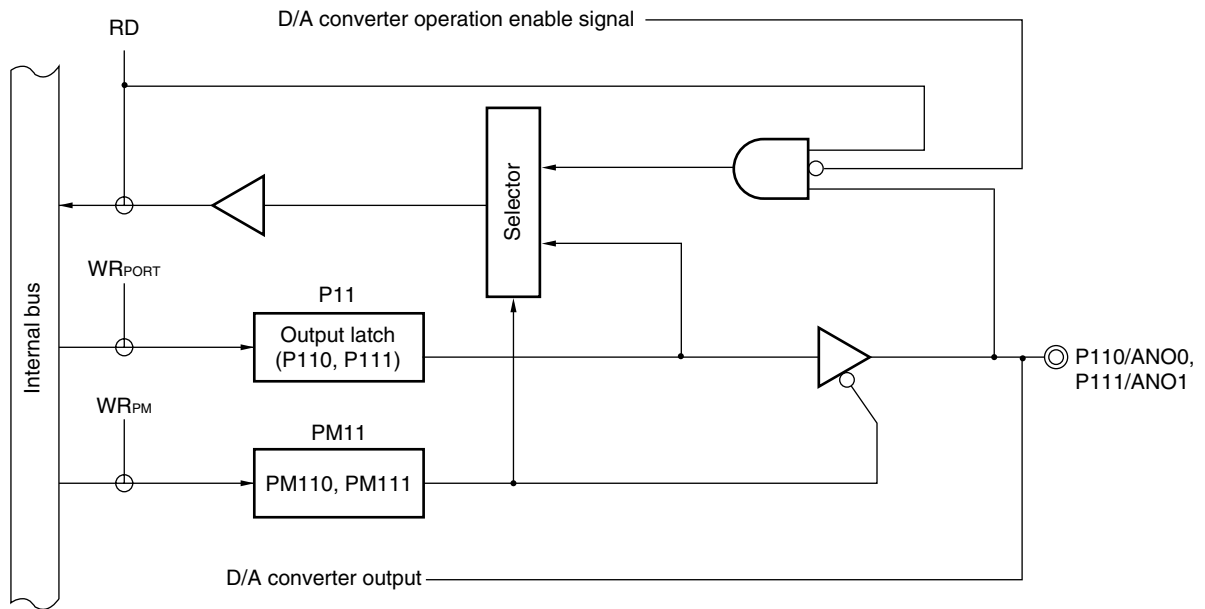 D/A converter operation enable signal
RD
Selector
WRPORT
P11
Output latch
(P110, P111)
Internal bus
P110/ANO0,
P111/ANO1
WRPM
PM11
PM110, PM111
D/A converter output